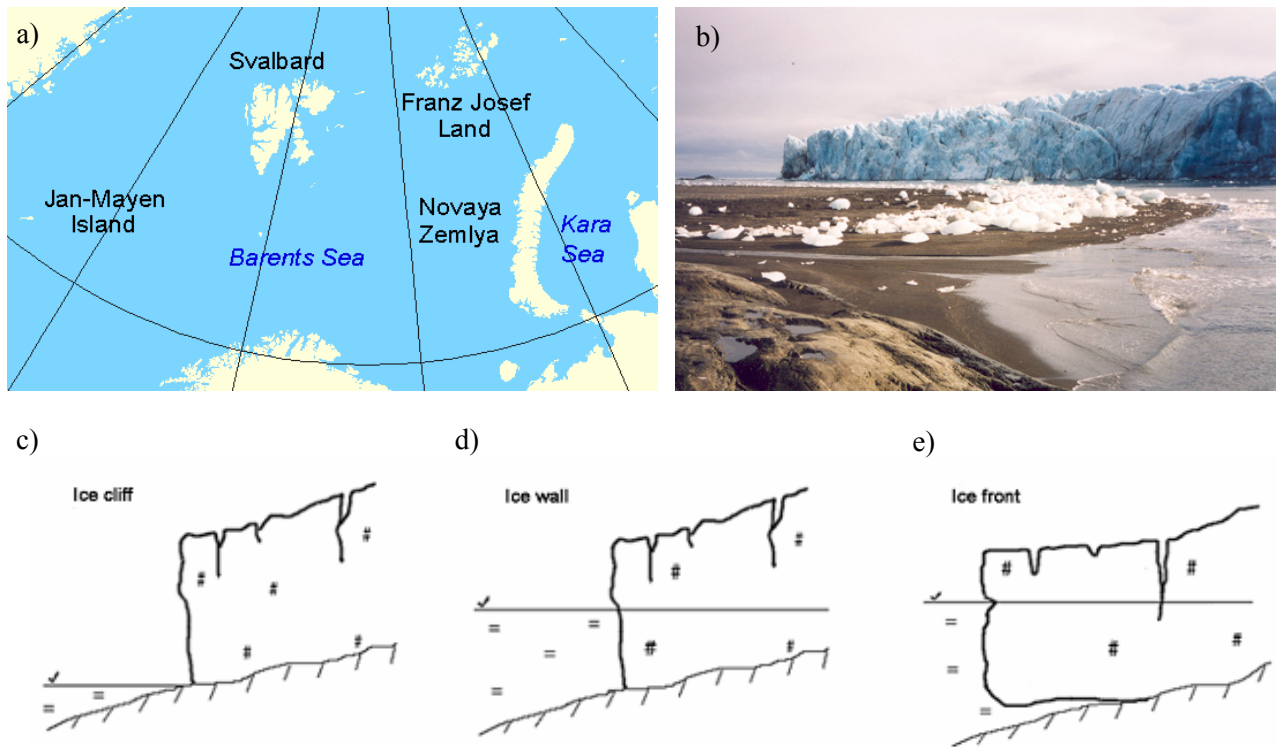 a)
Svalbard
Franz Josef
Land
Jan-Mayen
Island
Novaya
Zemlya
Kara
Sea
Barents Sea
b)
c)
Ice cliff
#
#
#
#
#
=
=
d)
Ice wall
#
#
#
#
=
=
=
=
e)
Ice front
#
#
#
#
=
=
=